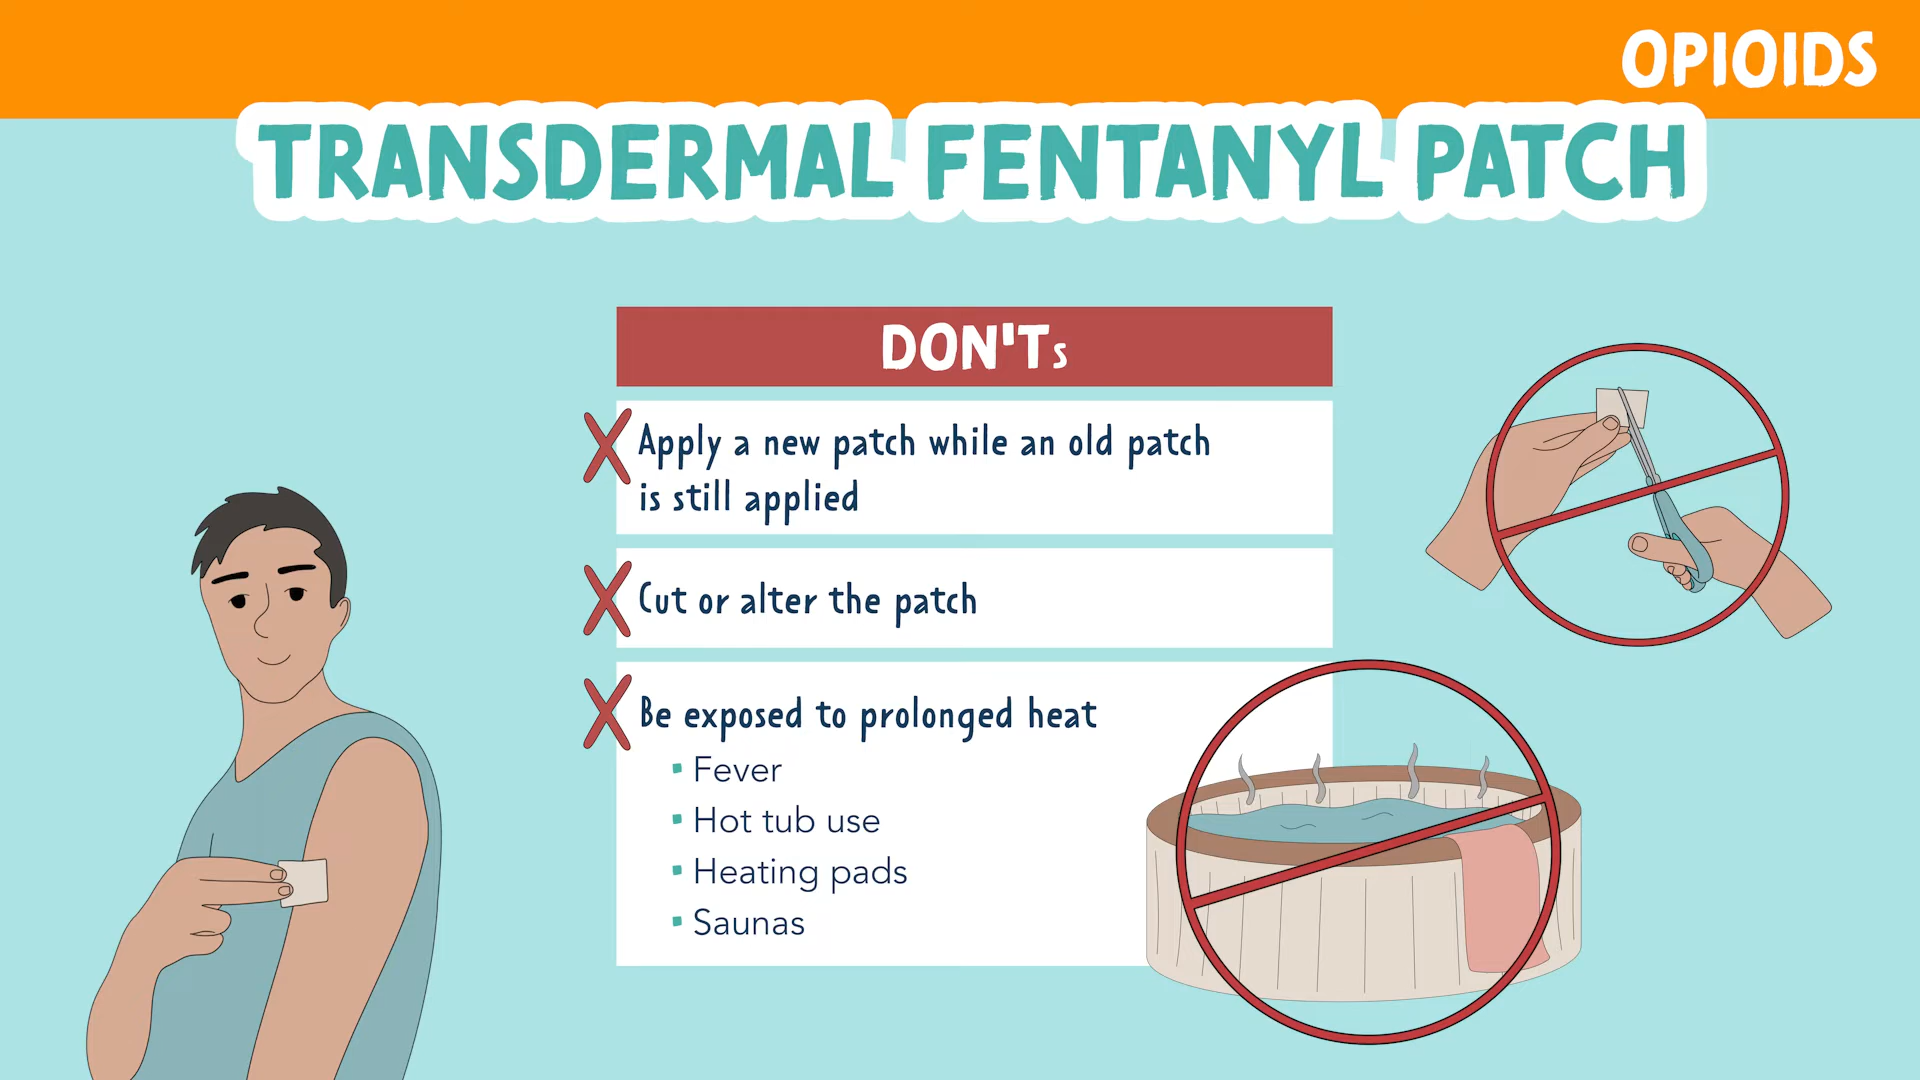 OPIOIDS
TRANSDERMAL FENTANYL PATCH
DON'Ts
Apply a new patch while an old patch
is still applied
Cut or alter the patch
Be exposed to prolonged heat
Fever
Hot tub use
Heating pads
Saunas